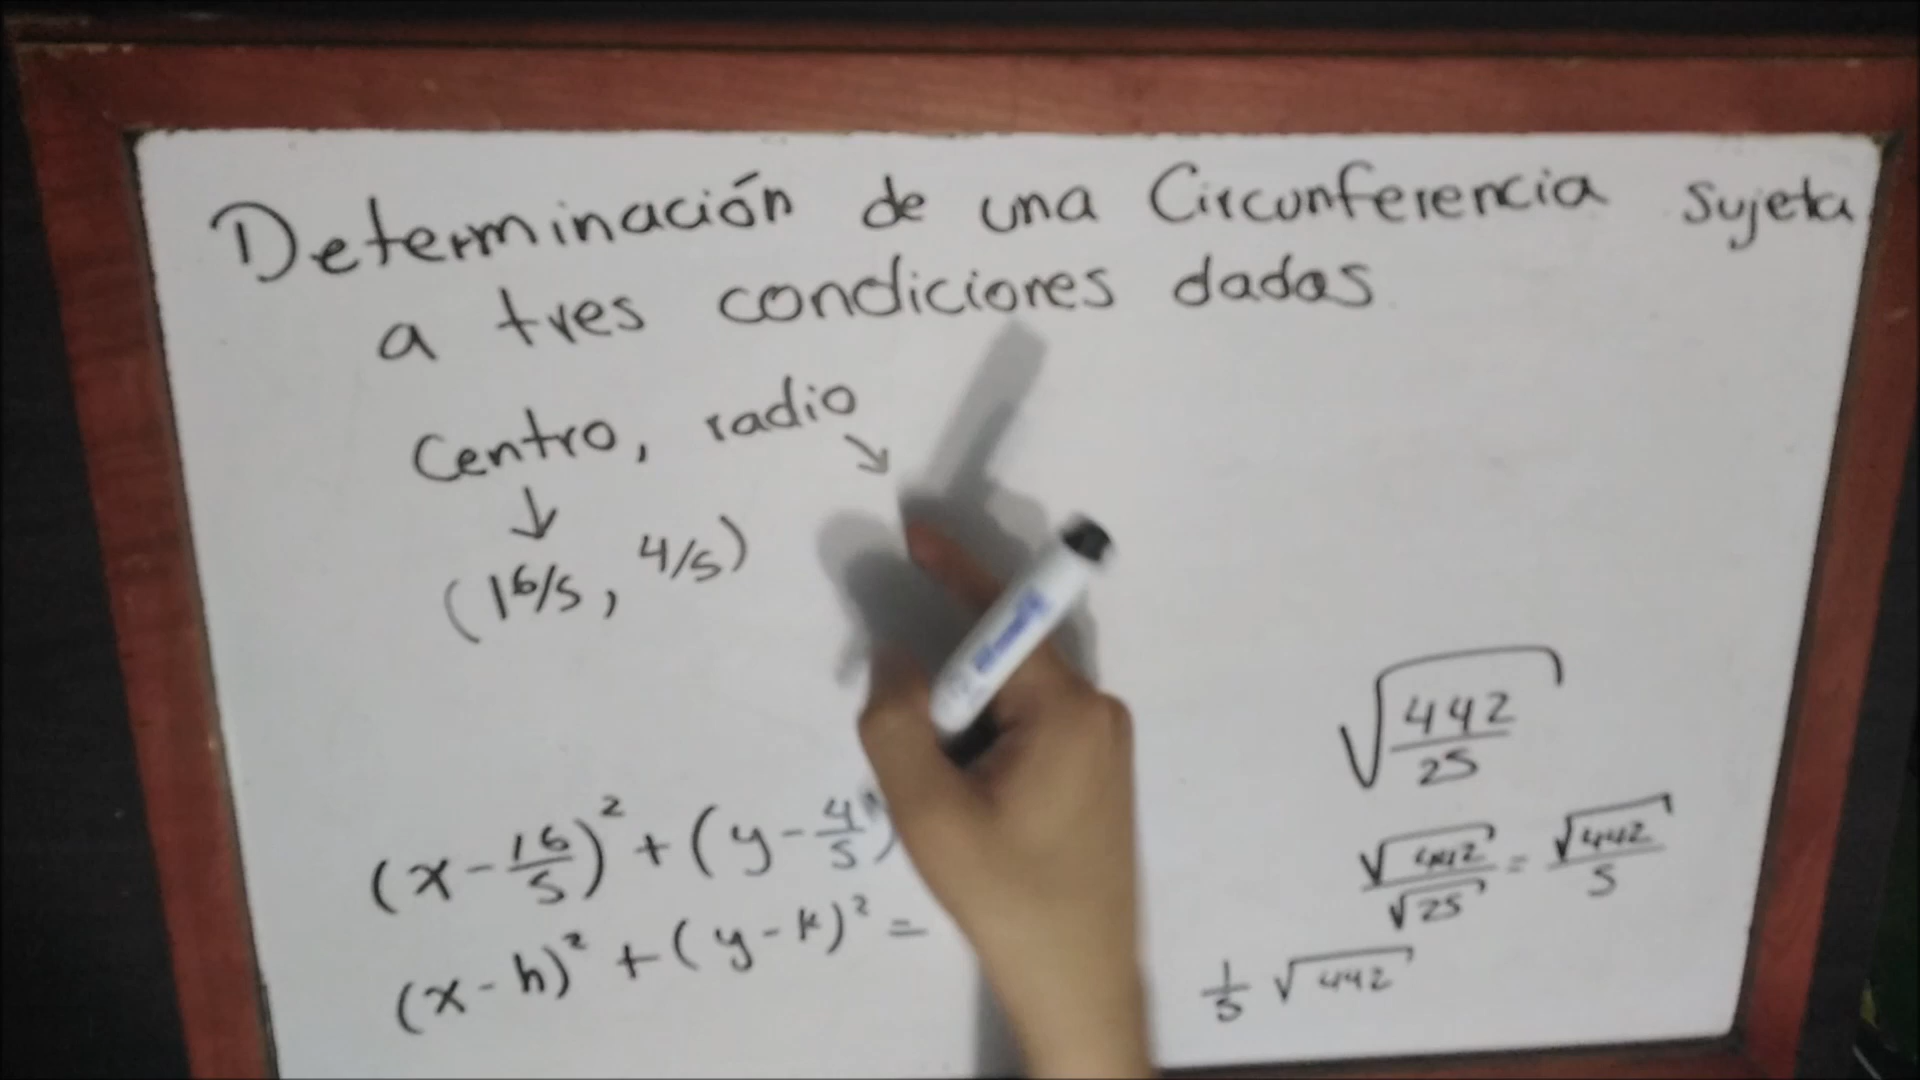 Determinación de una Circunferencia sujeta
a tres condiciones dadas
Centro, radio
↓ ↘
(16/5, 4/5)
(x - 16/5)² + (y - 4/5)
(x - h)² + (y - k)² =
√(442/25)
√442/√25 = √442/5
1/5 √442